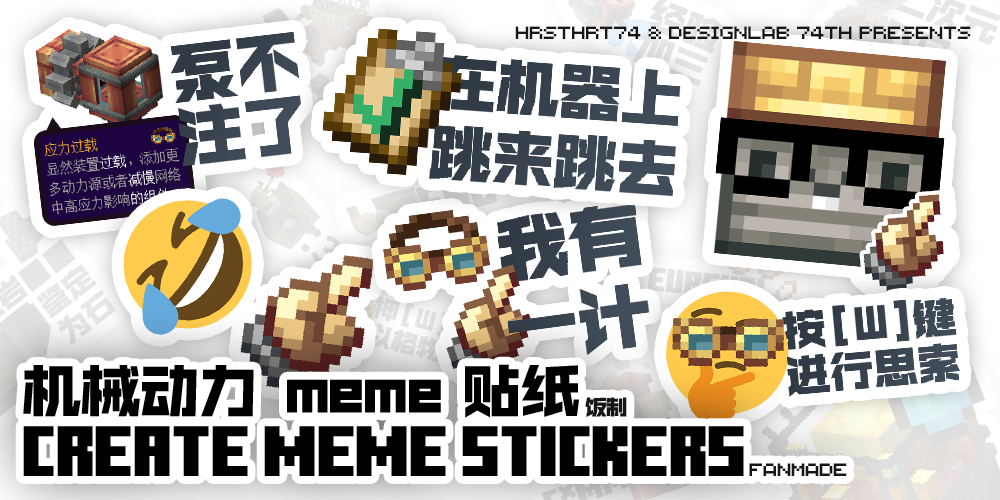 HRSTHRT74 & DESIGNLAB 74TH PRESENTS
泵不
注了
应力过载
显然装置过载，添加更
多动力源或者减慢网络
中高应力影响的组件
在机器上
跳来跳去
我有
一计
按[W]键
进行思索
机械动力 meme 贴纸 饭制
CREATE MEME STICKERS FANMADE